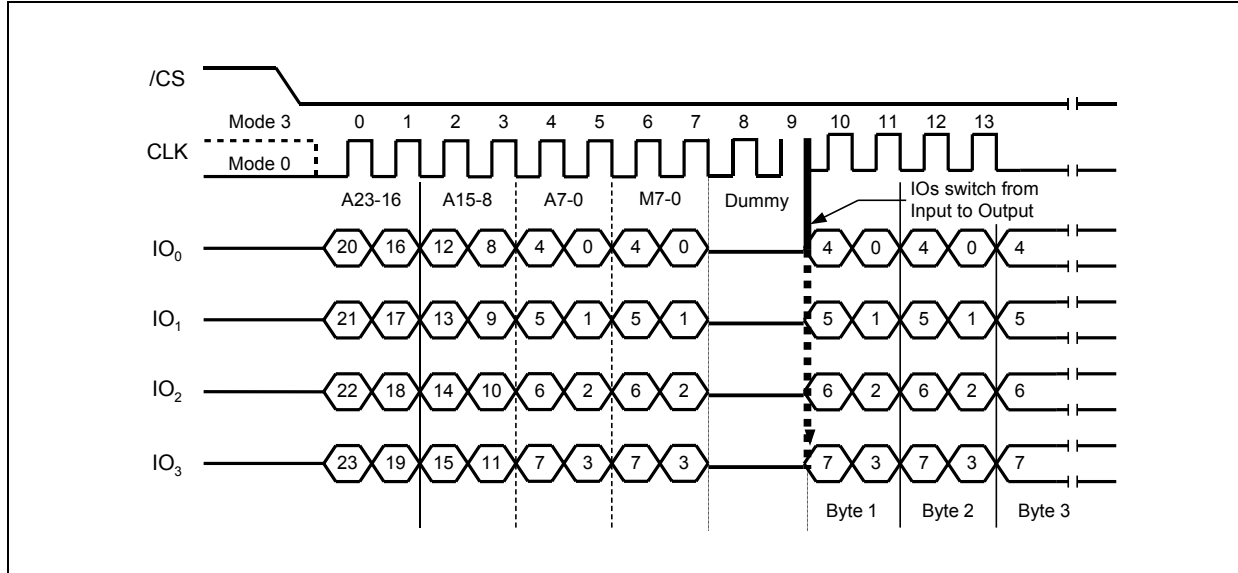 /CS
Mode 3 0 1 2 3 4 5 6 7 8 9 10 11 12 13
CLK
Mode 0
A23-16 A15-8 A7-0 M7-0 Dummy
IOs switch from
Input to Output
IO0 20 16 12 8 4 0 4 0 4 0 4 0 4
IO1 21 17 13 9 5 1 5 1 5 1 5 1 5
IO2 22 18 14 10 6 2 6 2 6 2 6 2 6
IO3 23 19 15 11 7 3 7 3 7 3 7 3 7
Byte 1 Byte 2 Byte 3